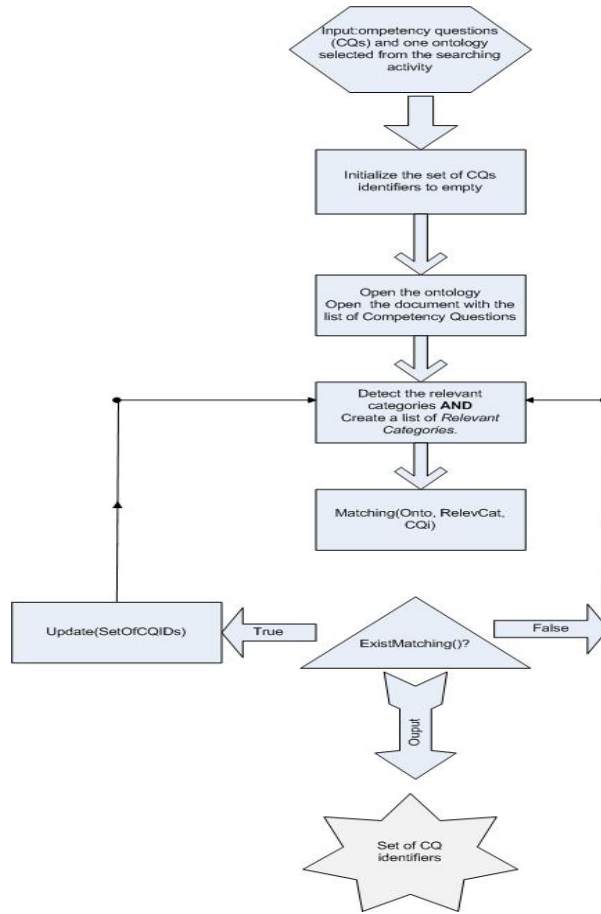 Input:ompetency questions
(CQs) and one ontology
selected from the searching
activity
Initialize the set of CQs
identifiers to empty
Open the ontology
Open the document with the
list of Competency Questions
Detect the relevant
categories AND
Create a list of Relevant
Categories.
Matching(Onto, RelevCat,
CQi)
Update(SetOfCQIDs)
True
ExistMatching()?
False
Ouput
Set of CQ
identifiers